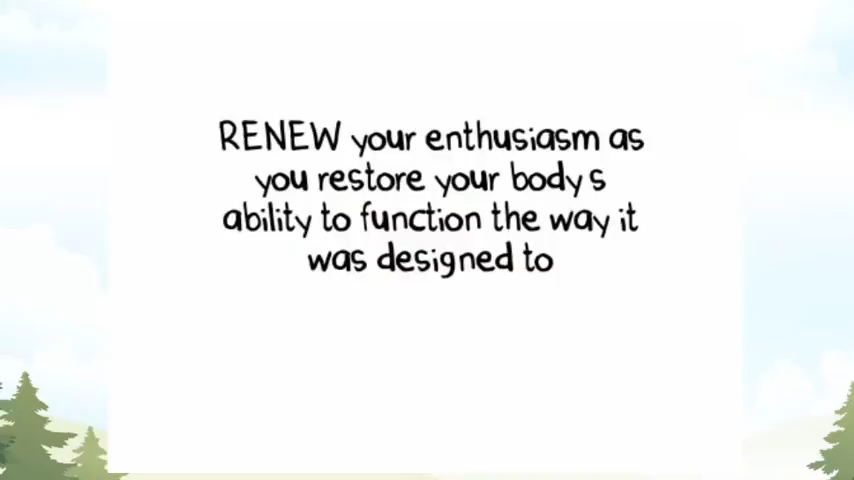 RENEW your enthusiasm as
you restore your body s
ability to function the way it
was designed to